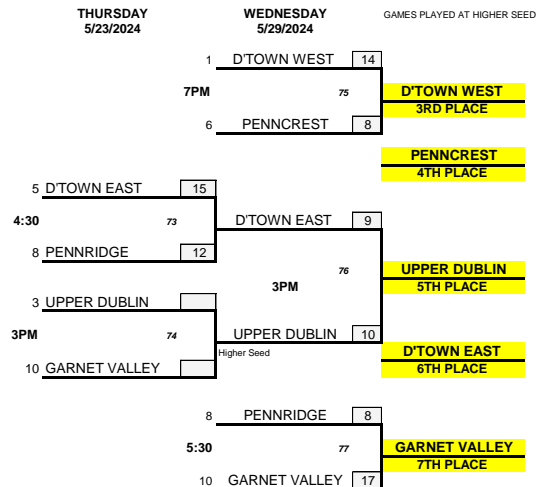 THURSDAY WEDNESDAY GAMES PLAYED AT HIGHER SEED
5/23/2024 5/29/2024
1 D'TOWN WEST 14
7PM 75 D'TOWN WEST
3RD PLACE
6 PENNCREST 8
PENNCREST
4TH PLACE
5 D'TOWN EAST 15
4:30 73 D'TOWN EAST 9
8 PENNRIDGE 12
76 UPPER DUBLIN
3PM 5TH PLACE
3 UPPER DUBLIN
3PM 74 UPPER DUBLIN 10
Higher Seed D'TOWN EAST
10 GARNET VALLEY 6TH PLACE
8 PENNRIDGE 8
5:30 77 GARNET VALLEY
7TH PLACE
10 GARNET VALLEY 17